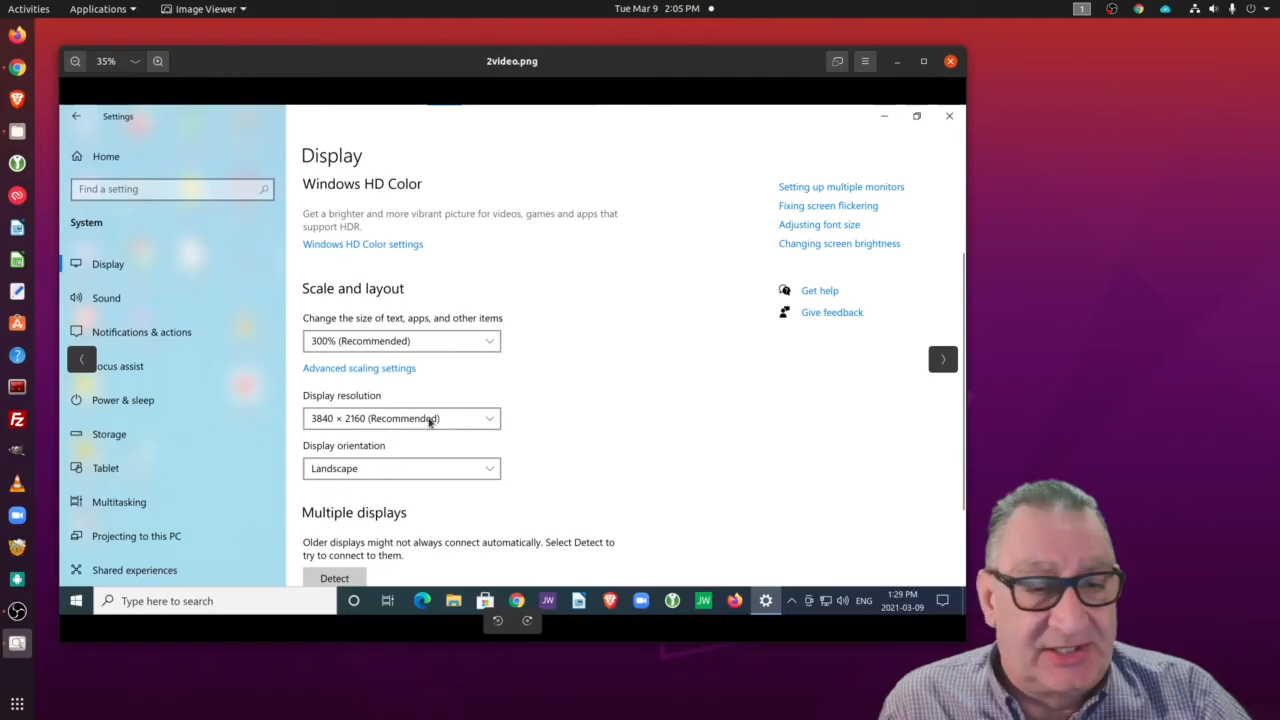 Activities Applications Image Viewer Tue Mar 9 2:05 PM 1
35% 2video.png
Settings
Home
Find a setting
System
Display
Sound
Notifications & actions
ocus assist
Power & sleep
Storage
Tablet
Multitasking
Projecting to this PC
Shared experiences
Display
Windows HD Color
Get a brighter and more vibrant picture for videos, games and apps that
support HDR.
Windows HD Color settings
Scale and layout
Change the size of text, apps, and other items
300% (Recommended)
Advanced scaling settings
Display resolution
3840 × 2160 (Recommended)
Display orientation
Landscape
Multiple displays
Older displays might not always connect automatically. Select Detect to
try to connect to them.
Detect
Setting up multiple monitors
Fixing screen flickering
Adjusting font size
Changing screen brightness
Get help
Give feedback
Type here to search
JW
JW
ENG
1:29 PM
2021-03-09